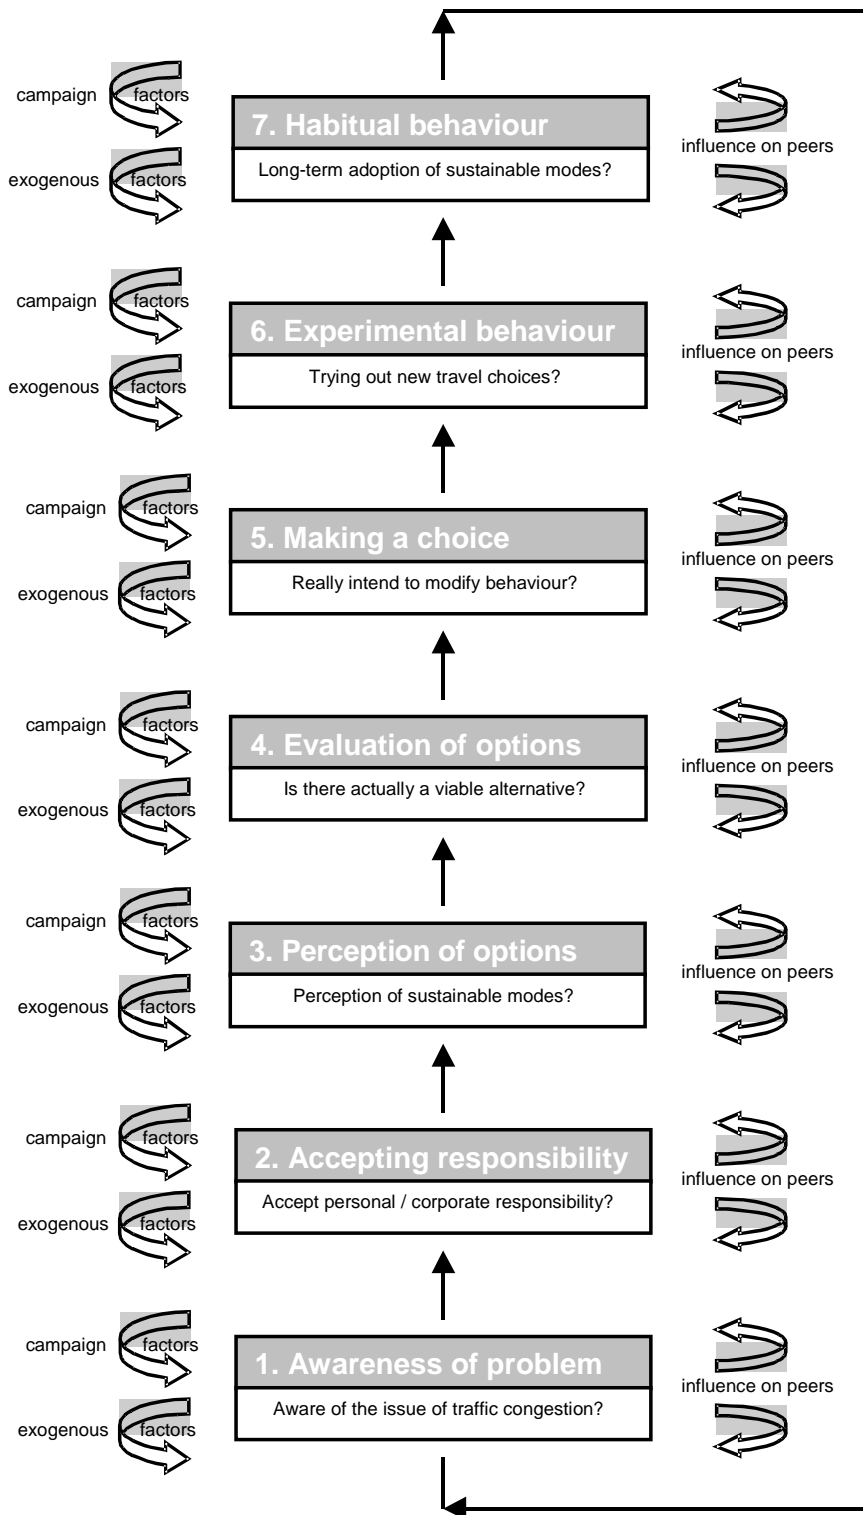 campaign factors
7. Habitual behaviour
influence on peers
Long-term adoption of sustainable modes?
exogenous factors
campaign factors
6. Experimental behaviour
influence on peers
Trying out new travel choices?
exogenous factors
campaign factors
5. Making a choice
influence on peers
Really intend to modify behaviour?
exogenous factors
campaign factors
4. Evaluation of options
influence on peers
Is there actually a viable alternative?
exogenous factors
campaign factors
3. Perception of options
influence on peers
Perception of sustainable modes?
exogenous factors
campaign factors
2. Accepting responsibility
influence on peers
Accept personal / corporate responsibility?
exogenous factors
campaign factors
1. Awareness of problem
influence on peers
Aware of the issue of traffic congestion?
exogenous factors